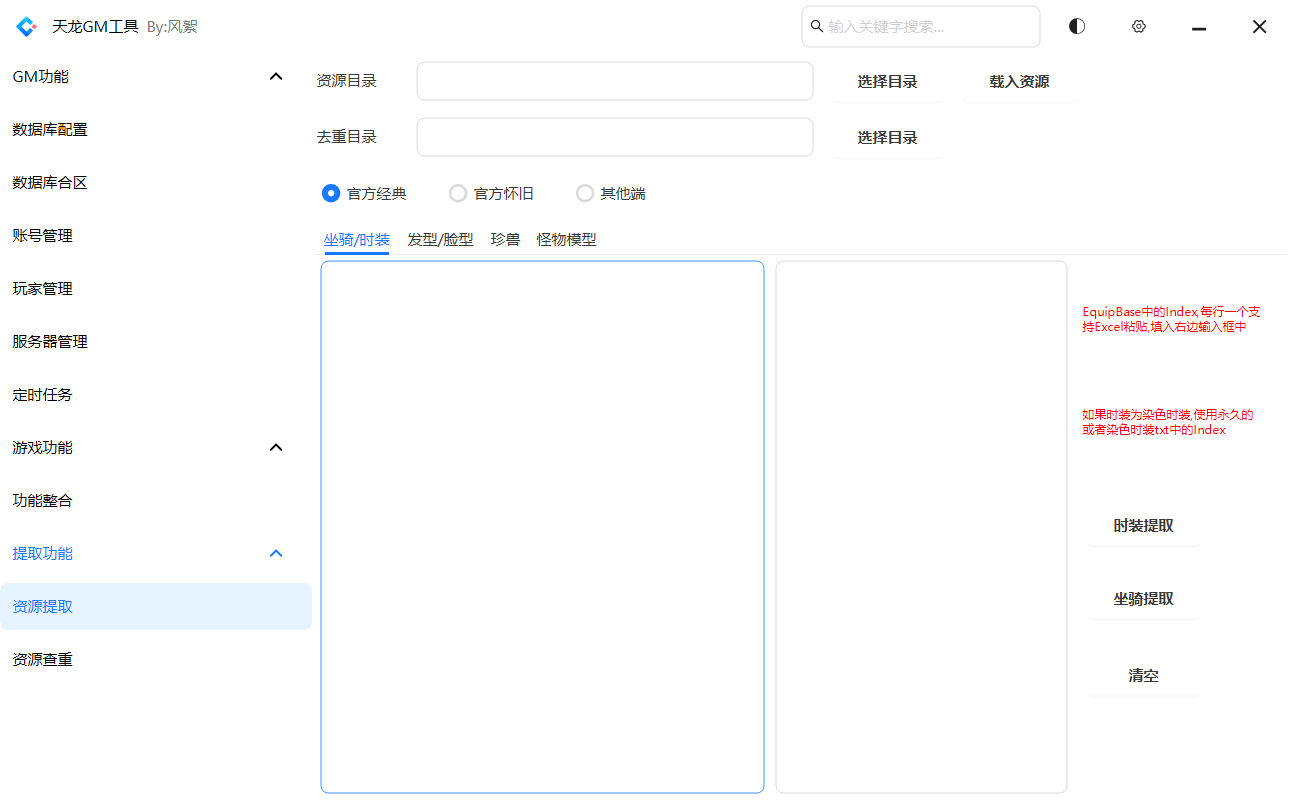 天龙GM工具 By:风絮
输入关键字搜索...
GM功能
数据库配置
数据库合区
账号管理
玩家管理
服务器管理
定时任务
游戏功能
功能整合
提取功能
资源提取
资源查重
资源目录
选择目录
载入资源
去重目录
选择目录
官方经典
官方怀旧
其他端
坐骑/时装
发型/脸型
珍兽
怪物模型
EquipBase中的Index,每行一个支
持Excel粘贴,填入右边输入框中
如果时装为染色时装,使用永久的
或者染色时装txt中的Index
时装提取
坐骑提取
清空